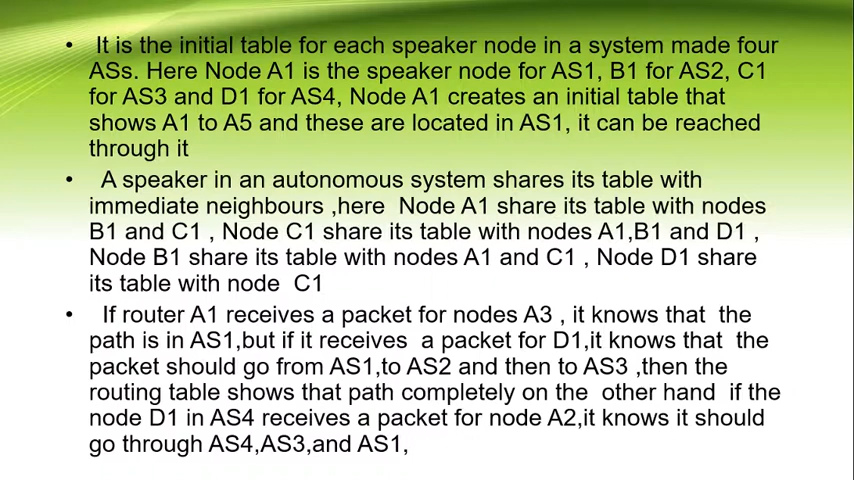 • It is the initial table for each speaker node in a system made four
ASs. Here Node A1 is the speaker node for AS1, B1 for AS2, C1
for AS3 and D1 for AS4, Node A1 creates an initial table that
shows A1 to A5 and these are located in AS1, it can be reached
through it
• A speaker in an autonomous system shares its table with
immediate neighbours ,here Node A1 share its table with nodes
B1 and C1 , Node C1 share its table with nodes A1,B1 and D1 ,
Node B1 share its table with nodes A1 and C1 , Node D1 share
its table with node C1
• If router A1 receives a packet for nodes A3 , it knows that the
path is in AS1,but if it receives a packet for D1,it knows that the
packet should go from AS1,to AS2 and then to AS3 ,then the
routing table shows that path completely on the other hand if the
node D1 in AS4 receives a packet for node A2,it knows it should
go through AS4,AS3,and AS1,